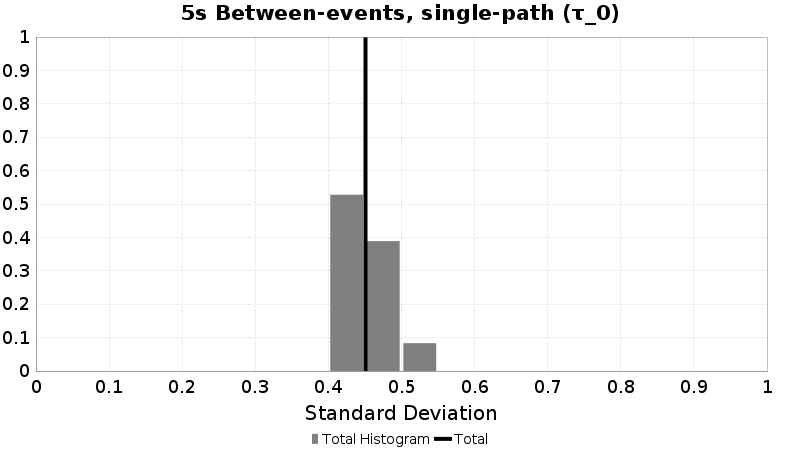 5s Between-events, single-path (τ_0)
1
0.9
0.8
0.7
0.6
0.5
0.4
0.3
0.2
0.1
0
0 0.1 0.2 0.3 0.4 0.5 0.6 0.7 0.8 0.9 1
Standard Deviation
Total Histogram Total